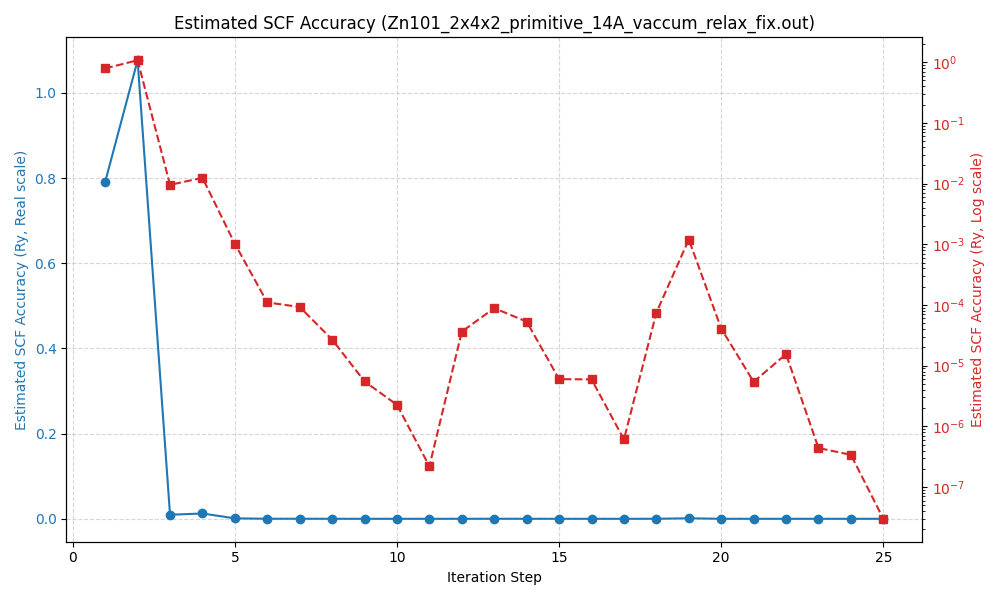 Estimated SCF Accuracy (Zn101_2x4x2_primitive_14A_vaccum_relax_fix.out)
Estimated SCF Accuracy (Ry, Real scale)
1.0
0.8
0.6
0.4
0.2
0.0
10⁰
10⁻¹
10⁻²
10⁻³
10⁻⁴
10⁻⁵
10⁻⁶
10⁻⁷
Estimated SCF Accuracy (Ry, Log scale)
0 5 10 15 20 25
Iteration Step